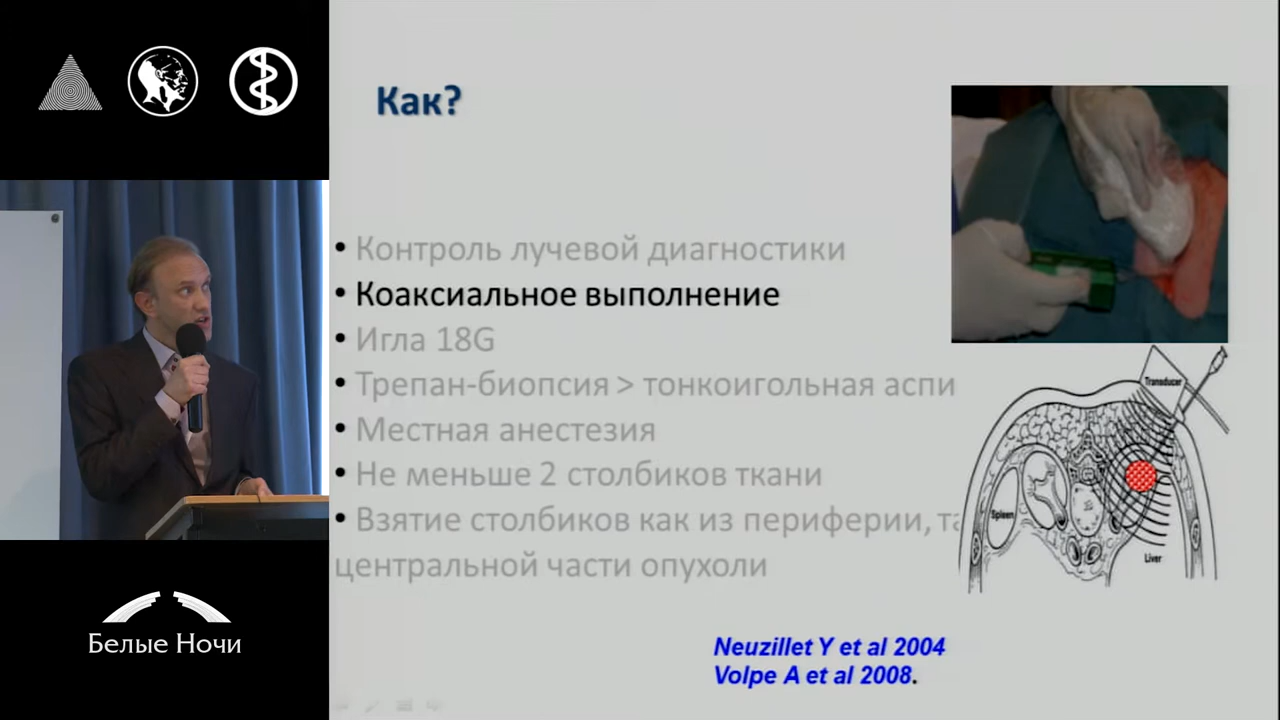 Как?
• Контроль лучевой диагностики
• Коаксиальное выполнение
• Игла 18G
• Трепан-биопсия > тонкоигольная аспи
• Местная анестезия
• Не меньше 2 столбиков ткани
• Взятие столбиков как из периферии, та
центральной части опухоли
Transducer
Spleen
Liver
Neuzillet Y et al 2004
Volpe A et al 2008.
Белые Ночи